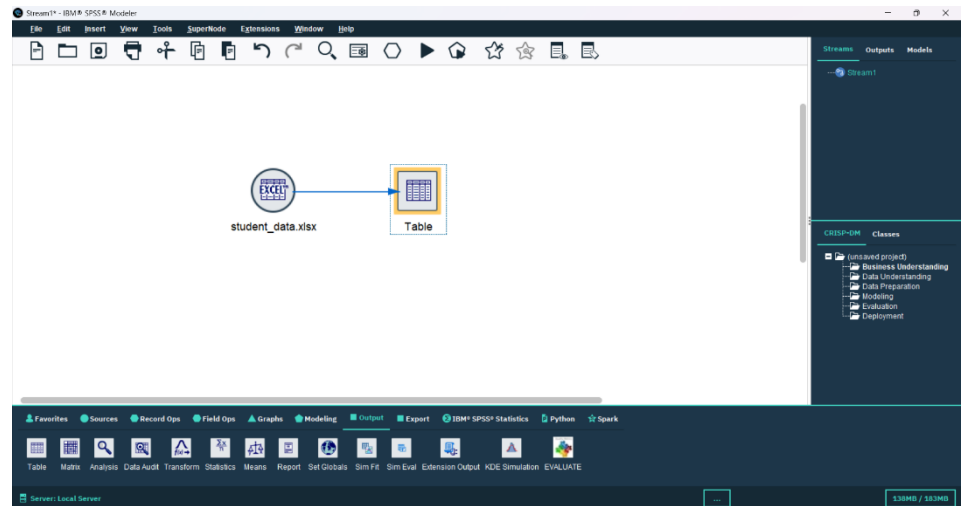 Stream1* - IBM® SPSS® Modeler
File Edit Insert View Tools SuperNode Extensions Window Help
Streams Outputs Models
Stream1
EXCEL™
student_data.xlsx
Table
CRISP-DM Classes
(unsaved project)
Business Understanding
Data Understanding
Data Preparation
Modeling
Evaluation
Deployment
Favorites Sources Record Ops Field Ops Graphs Modeling Output Export IBM® SPSS® Statistics Python Spark
Table Matrix Analysis Data Audit Transform Statistics Means Report Set Globals Sim Fit Sim Eval Extension Output KDE Simulation EVALUATE
Server: Local Server
...
138MB / 183MB